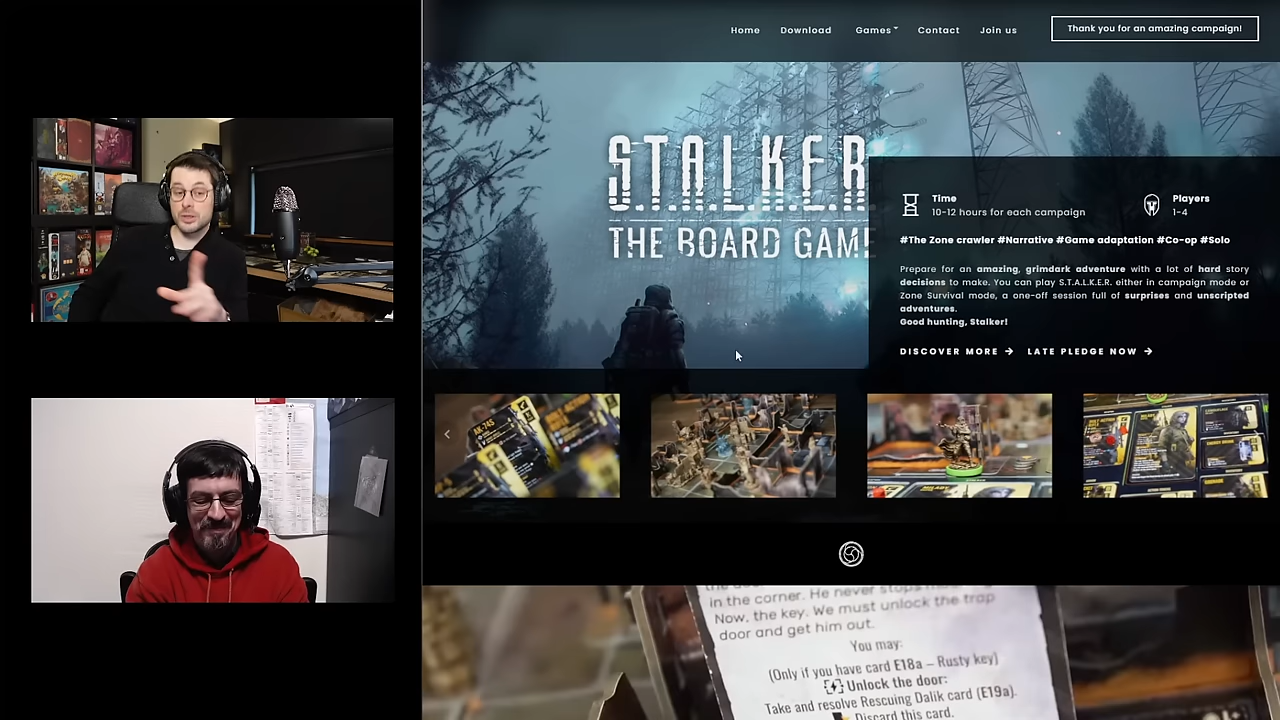 Home Download Games Contact Join us Thank you for an amazing campaign!
S.T.A.L.K.E.R
THE BOARD GAM
Time
10-12 hours for each campaign
Players
1-4
#The Zone crawler #Narrative #Game adaptation #Co-op #Solo
Prepare for an amazing, grimdark adventure with a lot of hard story
decisions to make. You can play S.T.A.L.K.E.R. either in campaign mode or
Zone Survival mode, a one-off session full of surprises and unscripted
adventures.
Good hunting, Stalker!
DISCOVER MORE → LATE PLEDGE NOW →
AK-74S
in the corner. He never stops
Now, the key. We must unlock the trap
door and get him out.
You may:
(Only if you have card E18a – Rusty key)
Unlock the door:
Take and resolve Rescuing Dalik card (E19a).
Discard this card.